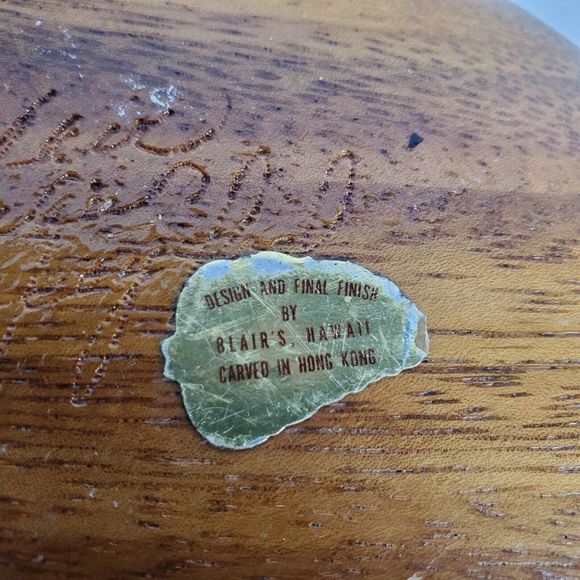 DESIGN AND FINAL FINISH
BY
BLAIR'S, HAWAII
CARVED IN HONG KONG